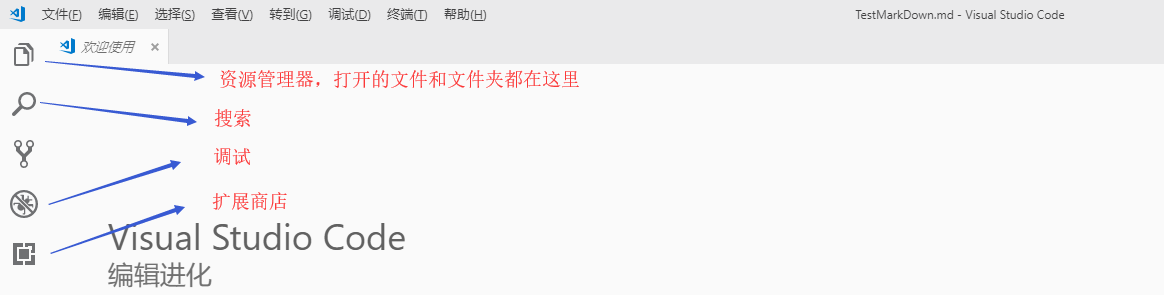 文件(F) 编辑(E) 选择(S) 查看(V) 转到(G) 调试(D) 终端(T) 帮助(H) TestMarkDown.md - Visual Studio Code
欢迎使用
资源管理器，打开的文件和文件夹都在这里
搜索
调试
扩展商店
Visual Studio Code
编辑进化